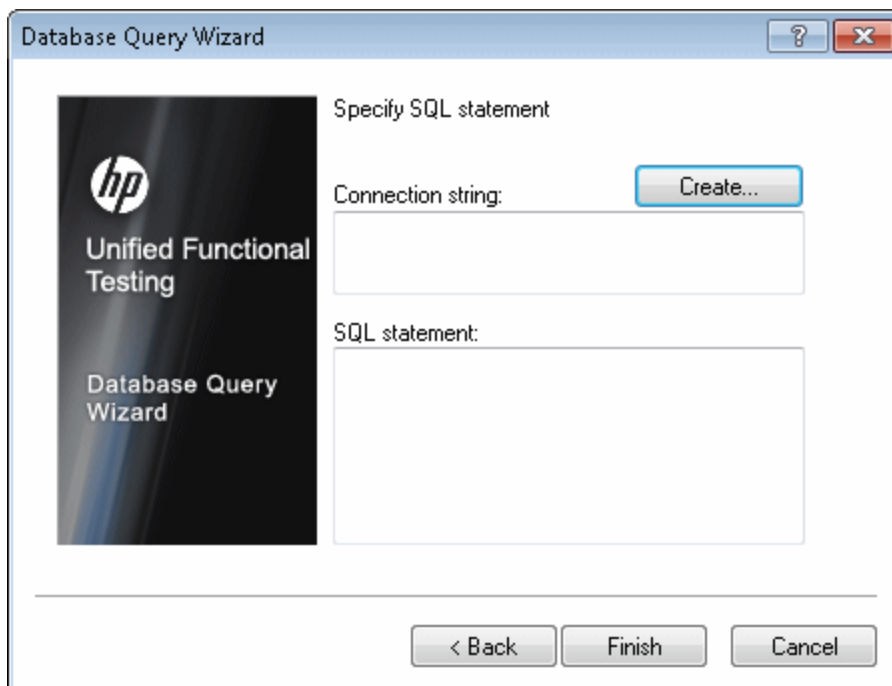 Database Query Wizard
?
hp
Unified Functional
Testing
Database Query
Wizard
Specify SQL statement
Connection string:
Create...
SQL statement:
< Back
Finish
Cancel